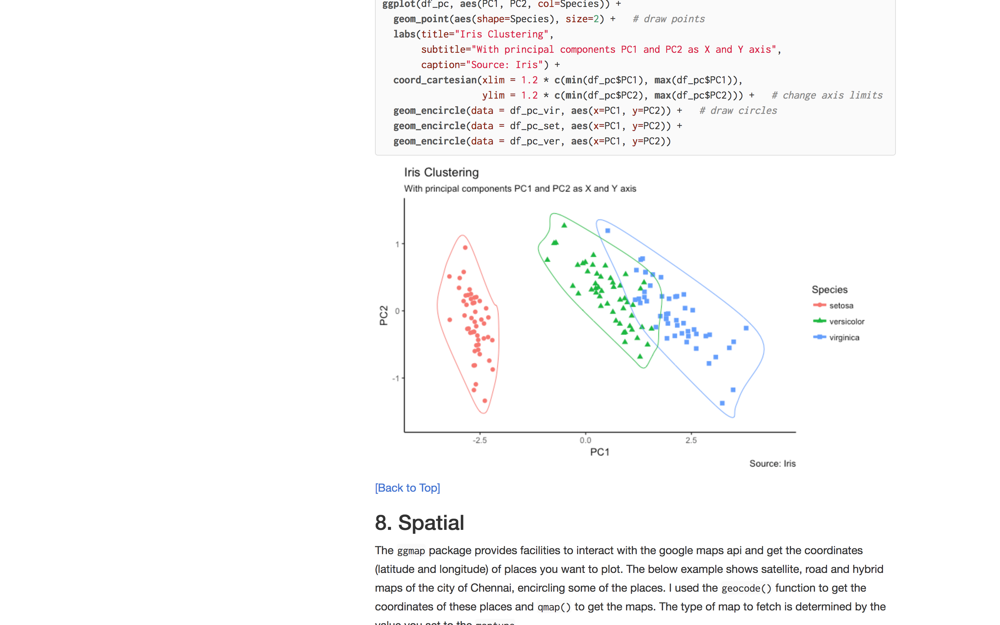 ggplot(df_pc, aes(PC1, PC2, col=Species)) +
  geom_point(aes(shape=Species), size=2) +   # draw points
  labs(title="Iris Clustering",
       subtitle="With principal components PC1 and PC2 as X and Y axis",
       caption="Source: Iris") +
  coord_cartesian(xlim = 1.2 * c(min(df_pc$PC1), max(df_pc$PC1)),
                  ylim = 1.2 * c(min(df_pc$PC2), max(df_pc$PC2))) +   # change axis limits
  geom_encircle(data = df_pc_vir, aes(x=PC1, y=PC2)) +   # draw circles
  geom_encircle(data = df_pc_set, aes(x=PC1, y=PC2)) +
  geom_encircle(data = df_pc_ver, aes(x=PC1, y=PC2))
Iris Clustering
With principal components PC1 and PC2 as X and Y axis
1
0
-1
PC2
-2.5 0.0 2.5
PC1
Species
setosa
versicolor
virginica
Source: Iris
[Back to Top]
8. Spatial
The ggmap package provides facilities to interact with the google maps api and get the coordinates
(latitude and longitude) of places you want to plot. The below example shows satellite, road and hybrid
maps of the city of Chennai, encircling some of the places. I used the geocode() function to get the
coordinates of these places and qmap() to get the maps. The type of map to fetch is determined by the
value you set to the maptype.